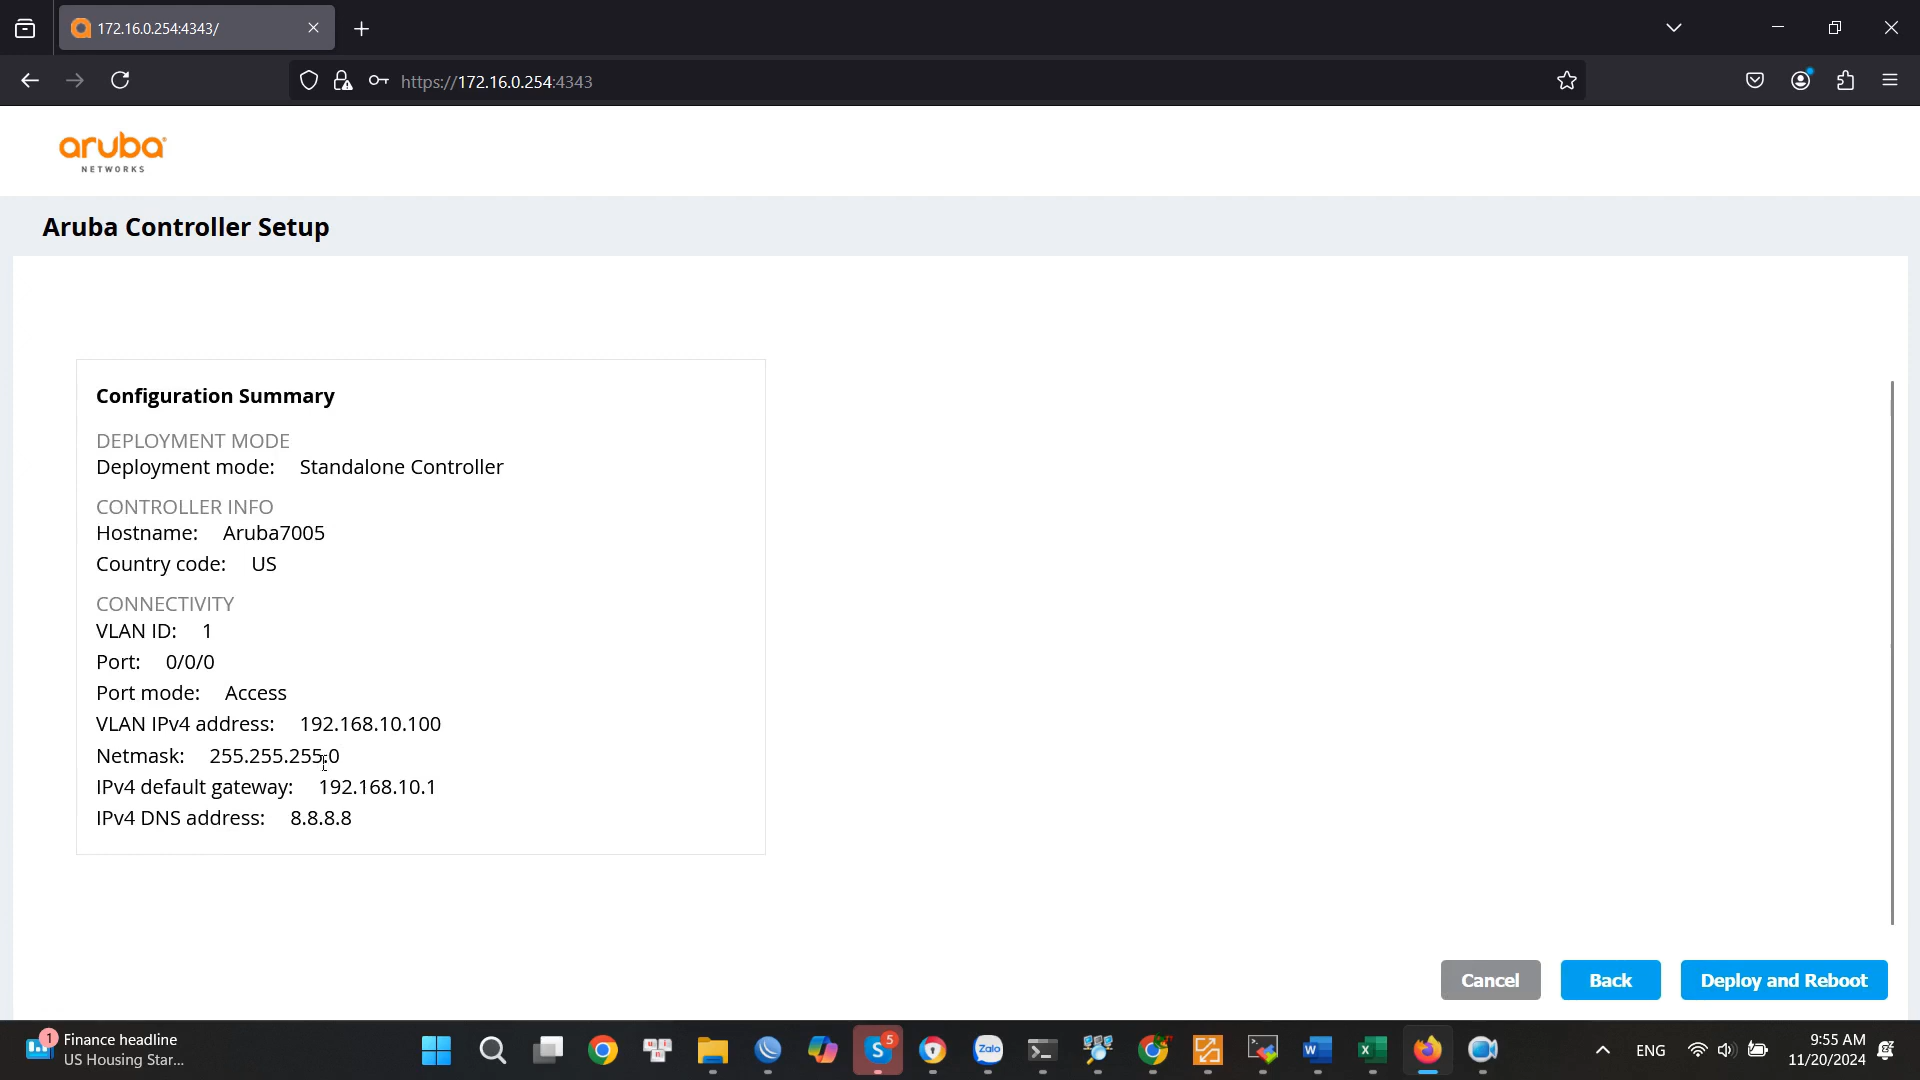 172.16.0.254:4343/
https://172.16.0.254:4343
aruba
NETWORKS
Aruba Controller Setup
Configuration Summary
DEPLOYMENT MODE
Deployment mode: Standalone Controller
CONTROLLER INFO
Hostname: Aruba7005
Country code: US
CONNECTIVITY
VLAN ID: 1
Port: 0/0/0
Port mode: Access
VLAN IPv4 address: 192.168.10.100
Netmask: 255.255.255.0
IPv4 default gateway: 192.168.10.1
IPv4 DNS address: 8.8.8.8
Cancel Back Deploy and Reboot
1 Finance headline
US Housing Star...
S 5
Zalo
W
X
ENG
9:55 AM
11/20/2024